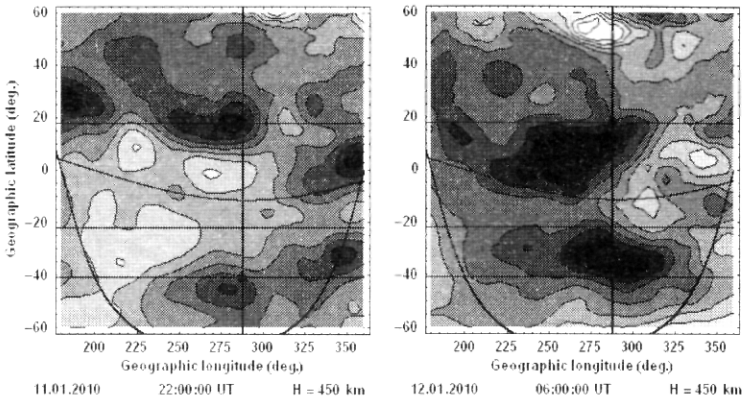 Geographic latitude (deg.)
60
40
20
0
−20
−40
−60
200 225 250 275 300 325 350
Geographic longitude (deg.)
11.01.2010 22:00:00 UT H = 450 km
60
40
20
0
−20
−40
−60
200 225 250 275 300 325 350
Geographic longitude (deg.)
12.01.2010 06:00:00 UT H = 450 km